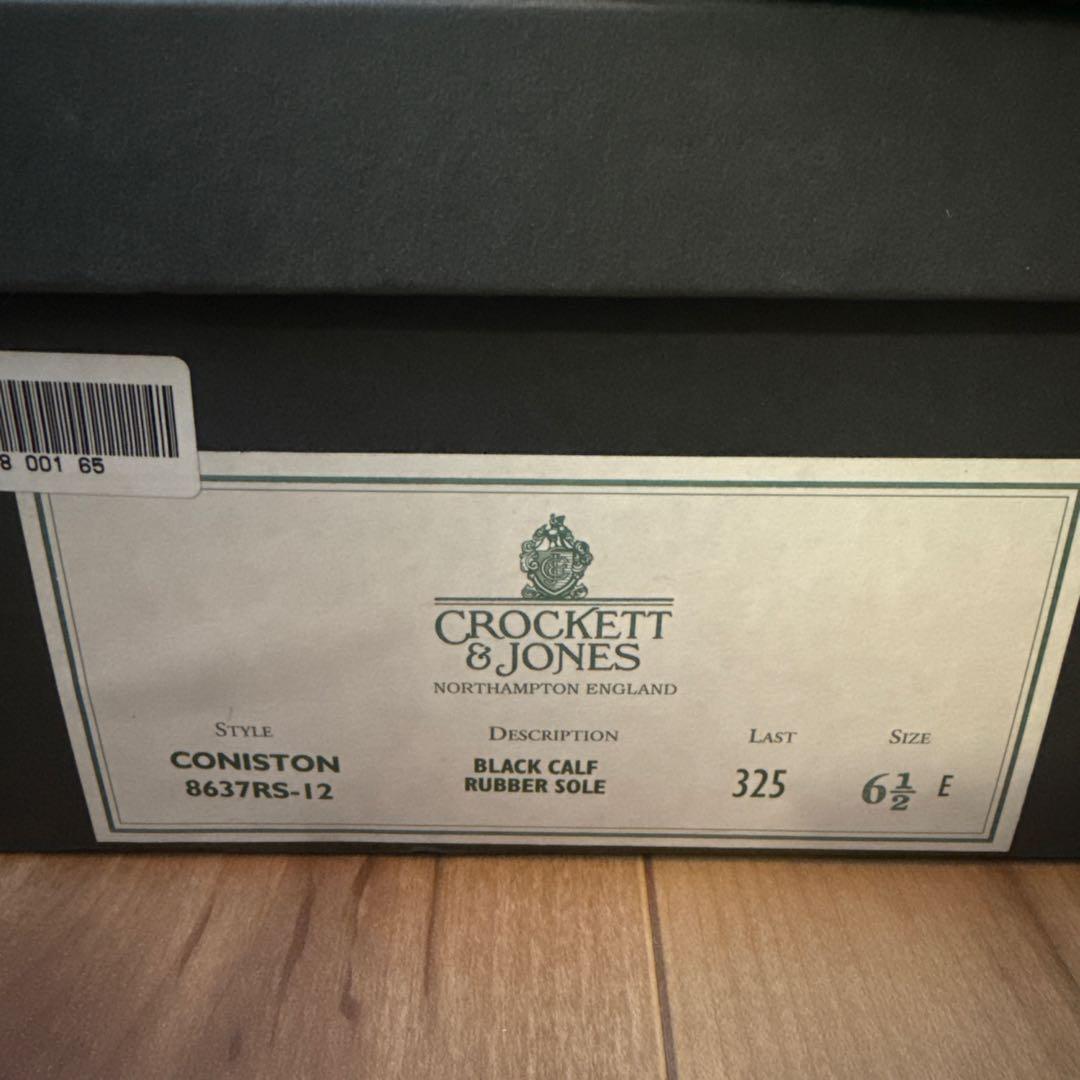 8 001 65
CROCKETT
& JONES
NORTHAMPTON ENGLAND
STYLE DESCRIPTION LAST SIZE
CONISTON BLACK CALF 325 6½ E
8637RS-12 RUBBER SOLE